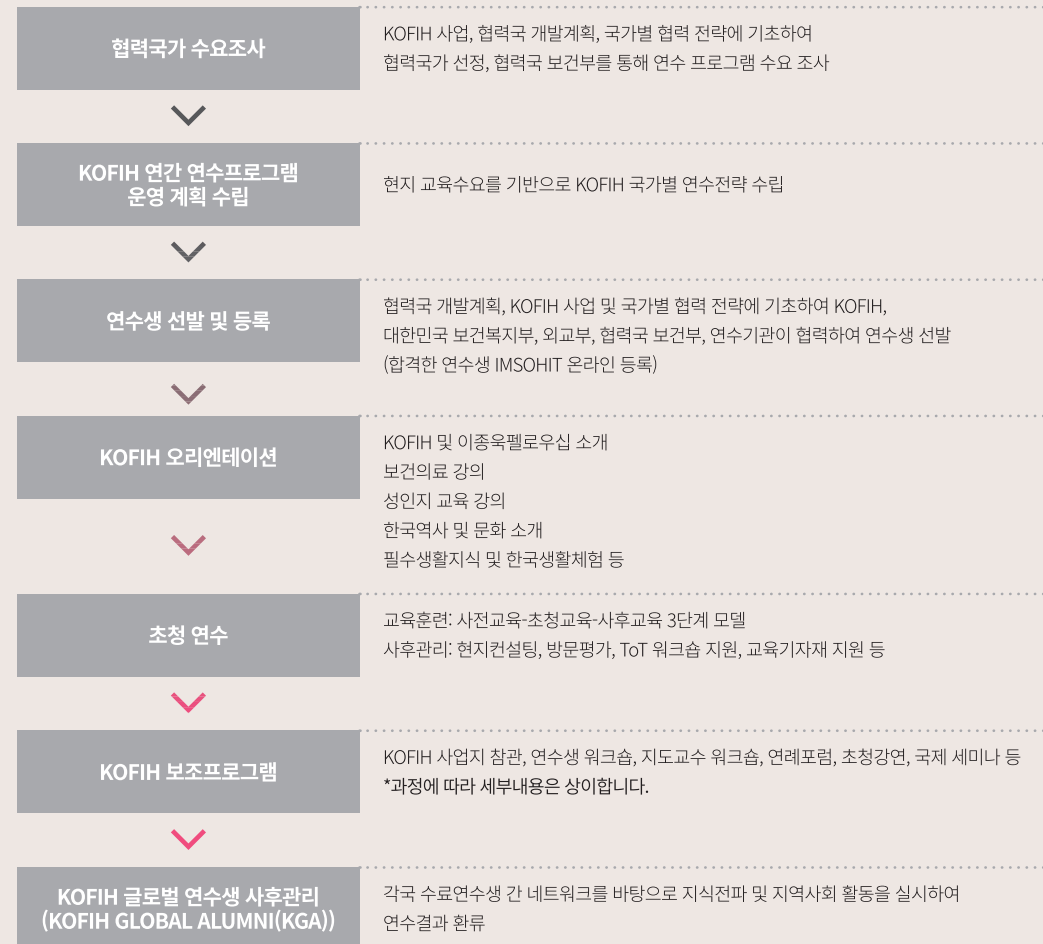 협력국가 수요조사
KOFIH 사업, 협력국 개발계획, 국가별 협력 전략에 기초하여
협력국가 선정, 협력국 보건부를 통해 연수 프로그램 수요 조사
KOFIH 연간 연수프로그램
운영 계획 수립
현지 교육수요를 기반으로 KOFIH 국가별 연수전략 수립
연수생 선발 및 등록
협력국 개발계획, KOFIH 사업 및 국가별 협력 전략에 기초하여 KOFIH,
대한민국 보건복지부, 외교부, 협력국 보건부, 연수기관이 협력하여 연수생 선발
(합격한 연수생 IMSOHIT 온라인 등록)
KOFIH 오리엔테이션
KOFIH 및 이종욱펠로우십 소개
보건의료 강의
성인지 교육 강의
한국역사 및 문화 소개
필수생활지식 및 한국생활체험 등
초청 연수
교육훈련: 사전교육-초청교육-사후교육 3단계 모델
사후관리: 현지컨설팅, 방문평가, ToT 워크숍 지원, 교육기자재 지원 등
KOFIH 보조프로그램
KOFIH 사업지 참관, 연수생 워크숍, 지도교수 워크숍, 연례포럼, 초청강연, 국제 세미나 등
*과정에 따라 세부내용은 상이합니다.
KOFIH 글로벌 연수생 사후관리
(KOFIH GLOBAL ALUMNI(KGA))
각국 수료연수생 간 네트워크를 바탕으로 지식전파 및 지역사회 활동을 실시하여
연수결과 환류